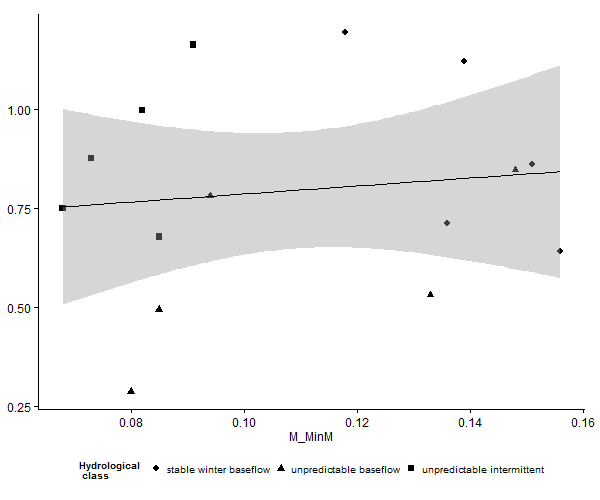 1.00
0.75
0.50
0.25
0.08 0.10 0.12 0.14 0.16
M_MinM
Hydrological
class
stable winter baseflow unpredictable baseflow unpredictable intermittent